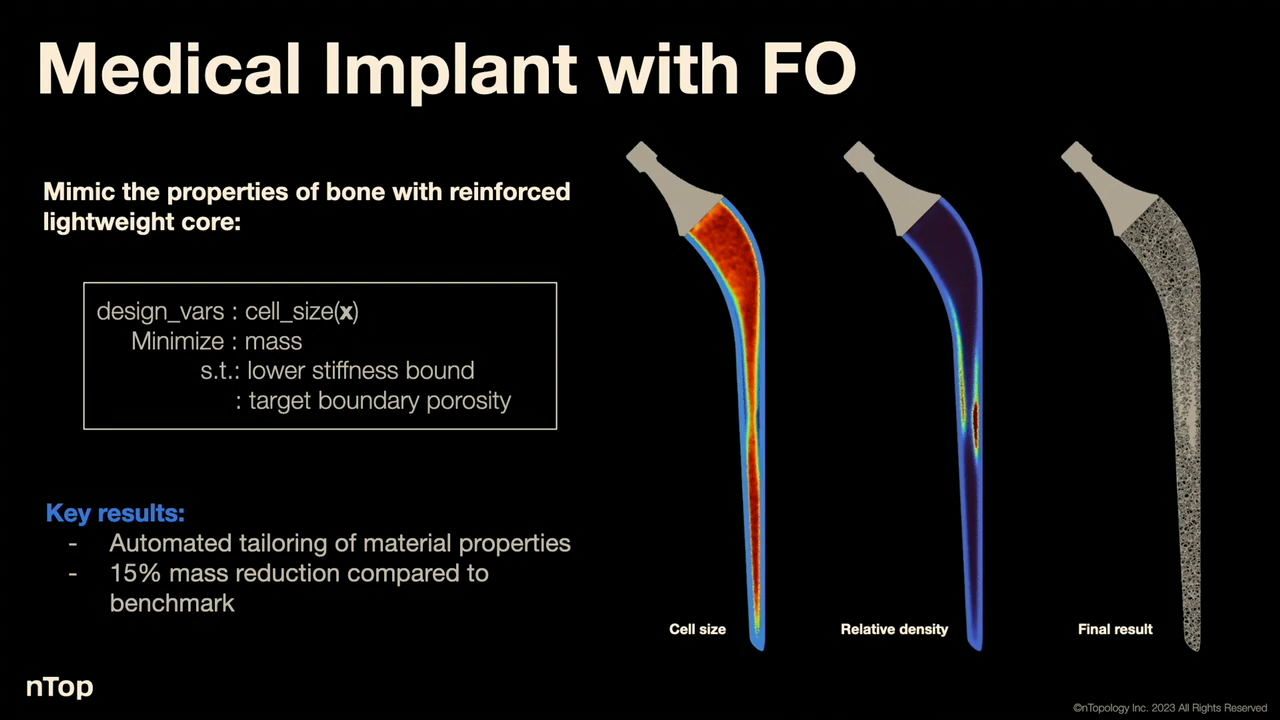 Medical Implant with FO
Mimic the properties of bone with reinforced
lightweight core:
design_vars : cell_size(x)
Minimize : mass
s.t.: lower stiffness bound
: target boundary porosity
Key results:
- Automated tailoring of material properties
- 15% mass reduction compared to
benchmark
Cell size
Relative density
Final result
nTop
©nTopology Inc. 2023 All Rights Reserved